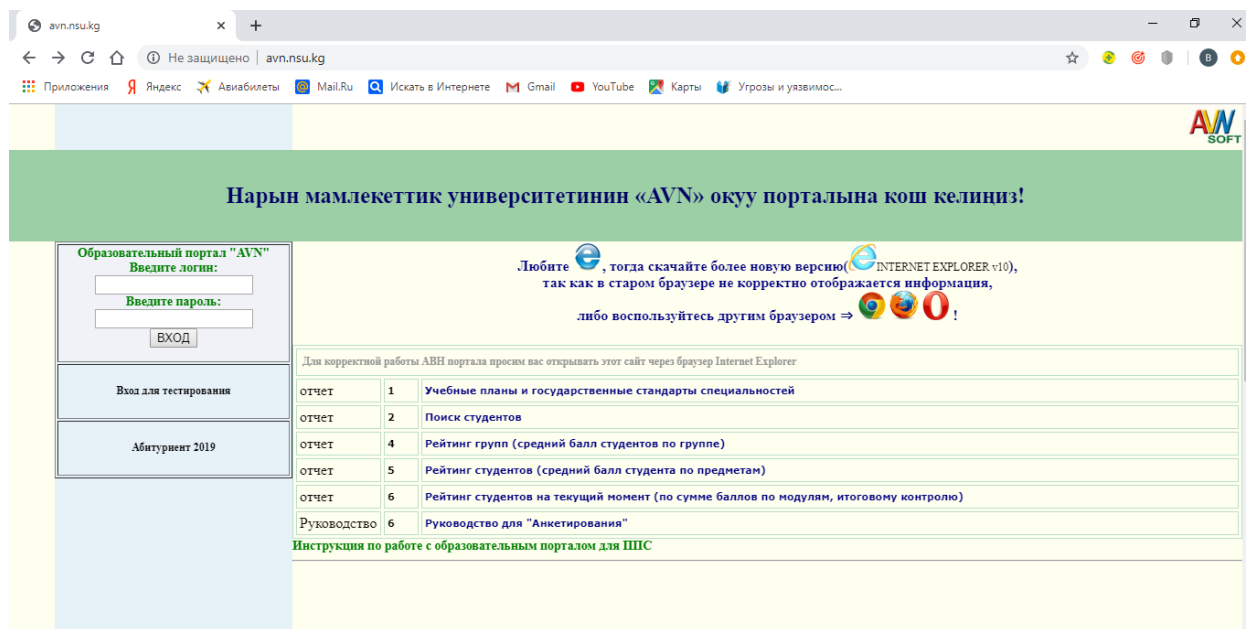 avn.nsu.kg
Не защищено avn.nsu.kg
Приложения Яндекс Авиабилеты Mail.Ru Искать в Интернете Gmail YouTube Карты Угрозы и уязвимос...
AVN
SOFT
Нарын мамлекеттик университетинин «AVN» окуу порталына кош келиңиз!
Образовательный портал "AVN"
Введите логин:
Введите пароль:
ВХОД
Вход для тестирования
Абитуриент 2019
Любите , тогда скачайте более новую версию( INTERNET EXPLORER v10),
так как в старом браузере не корректно отображается информация,
либо воспользуйтесь другим браузером ⇒ !
Для корректной работы АВН портала просим вас открывать этот сайт через браузер Internet Explorer
отчет 1 Учебные планы и государственные стандарты специальностей
отчет 2 Поиск студентов
отчет 4 Рейтинг групп (средний балл студентов по группе)
отчет 5 Рейтинг студентов (средний балл студента по предметам)
отчет 6 Рейтинг студентов на текущий момент (по сумме баллов по модулям, итоговому контролю)
Руководство 6 Руководство для "Анкетирования"
Инструкция по работе с образовательным порталом для ППС